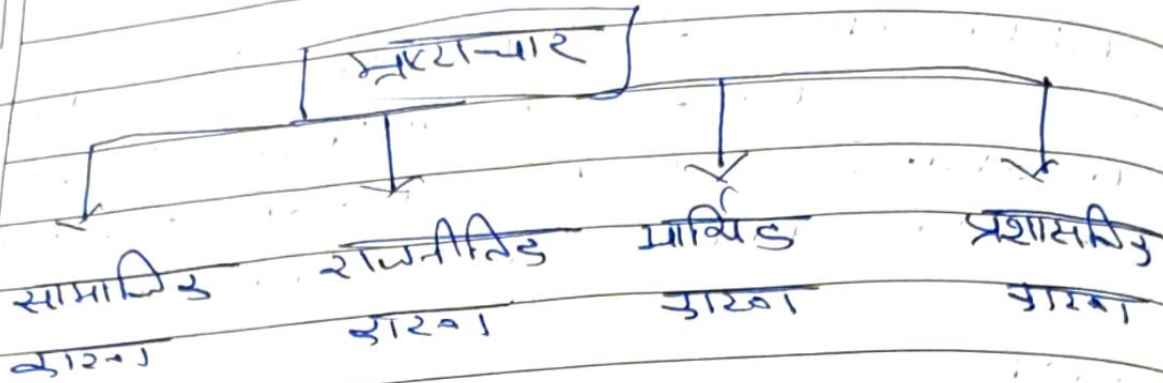 भ्रष्टाचार
सामाजिक कारण
राजनीतिक कारण
आर्थिक कारण
प्रशासनिक कारण